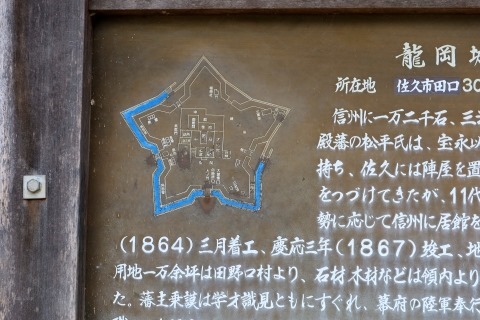 龍岡城
所在地 佐久市田口30
信州に一万二千石、三
殿藩の松平氏は、宝永
持ち、佐久には陣屋を置
をつづけてきたが、11代
勢に応じて信州に居館を
(1864)三月着工、慶応三年(1867)竣工、地
用地一万余坪は田野口村より、石材木材などは領内より
た。藩主乗謨は学才識見ともにすぐれ、幕府の陸軍奉行